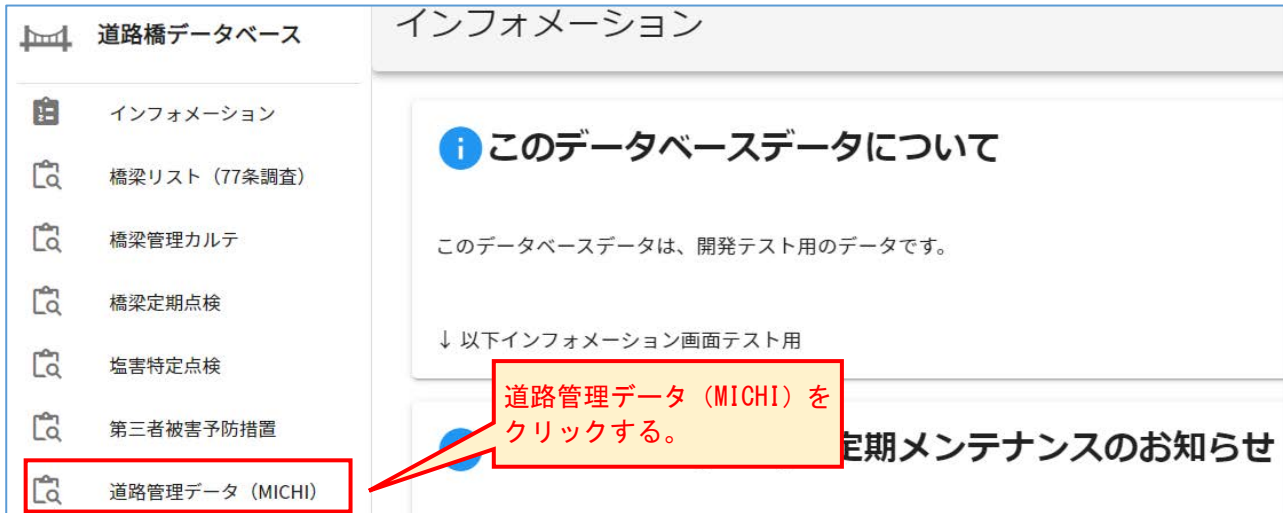 道路橋データベース
インフォメーション
橋梁リスト（77条調査）
橋梁管理カルテ
橋梁定期点検
塩害特定点検
第三者被害予防措置
道路管理データ（MICHI）
インフォメーション
このデータベースデータについて
このデータベースデータは、開発テスト用のデータです。
↓ 以下インフォメーション画面テスト用
道路管理データ（MICHI）を
クリックする。
定期メンテナンスのお知らせ